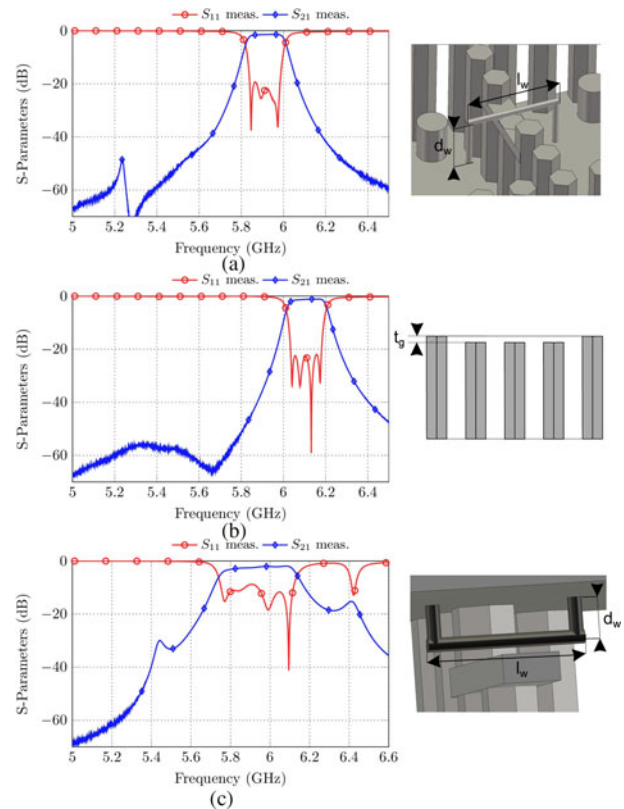 S11 meas. S21 meas.
S-Parameters (dB)
0
−20
−40
−60
5 5.2 5.4 5.6 5.8 6 6.2 6.4
Frequency (GHz)
(a)
lw
dw
S11 meas. S21 meas.
S-Parameters (dB)
0
−20
−40
−60
5 5.2 5.4 5.6 5.8 6 6.2 6.4
Frequency (GHz)
(b)
tg
S11 meas. S21 meas.
S-Parameters (dB)
0
−20
−40
−60
5 5.2 5.4 5.6 5.8 6 6.2 6.4 6.6
Frequency (GHz)
(c)
dw
lw